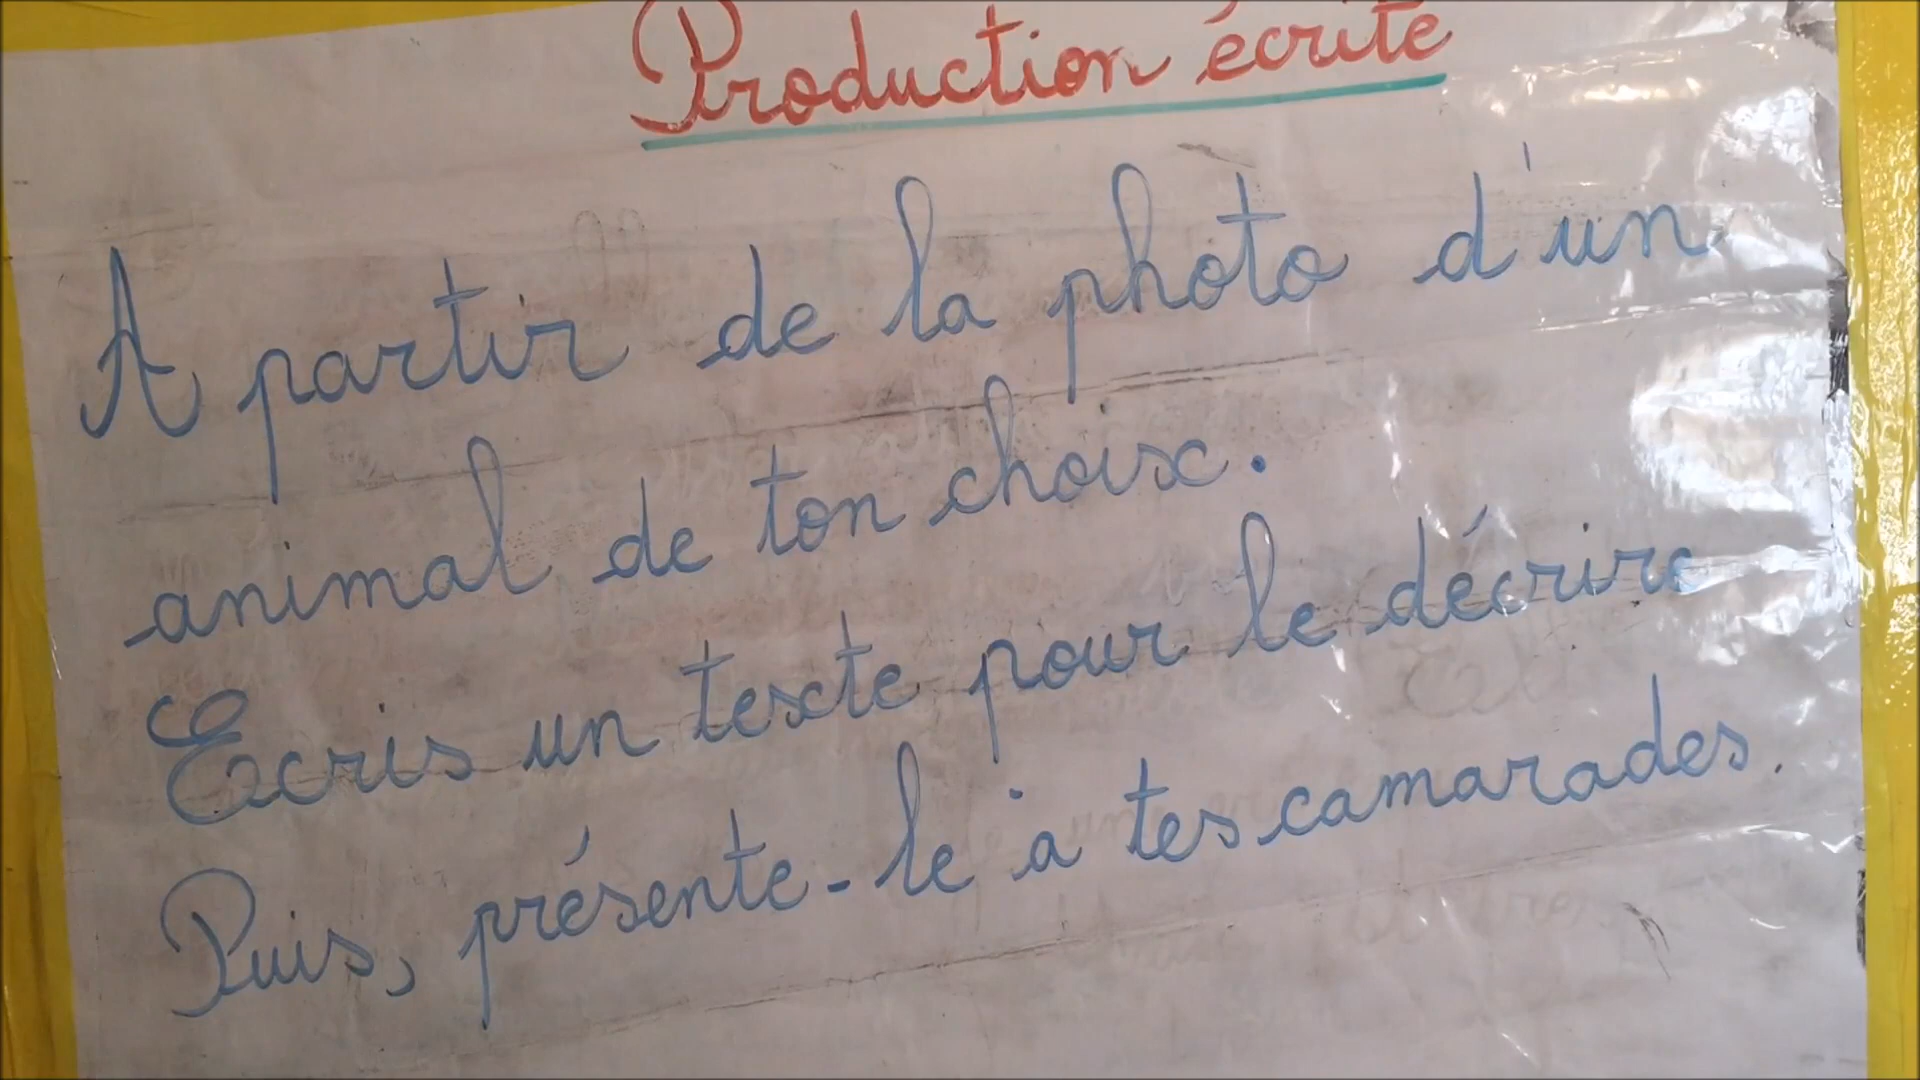 Production écrite
A partir de la photo d'un
animal de ton choix.
Ecris un texte pour le décrire
Puis, présente-le à tes camarades.